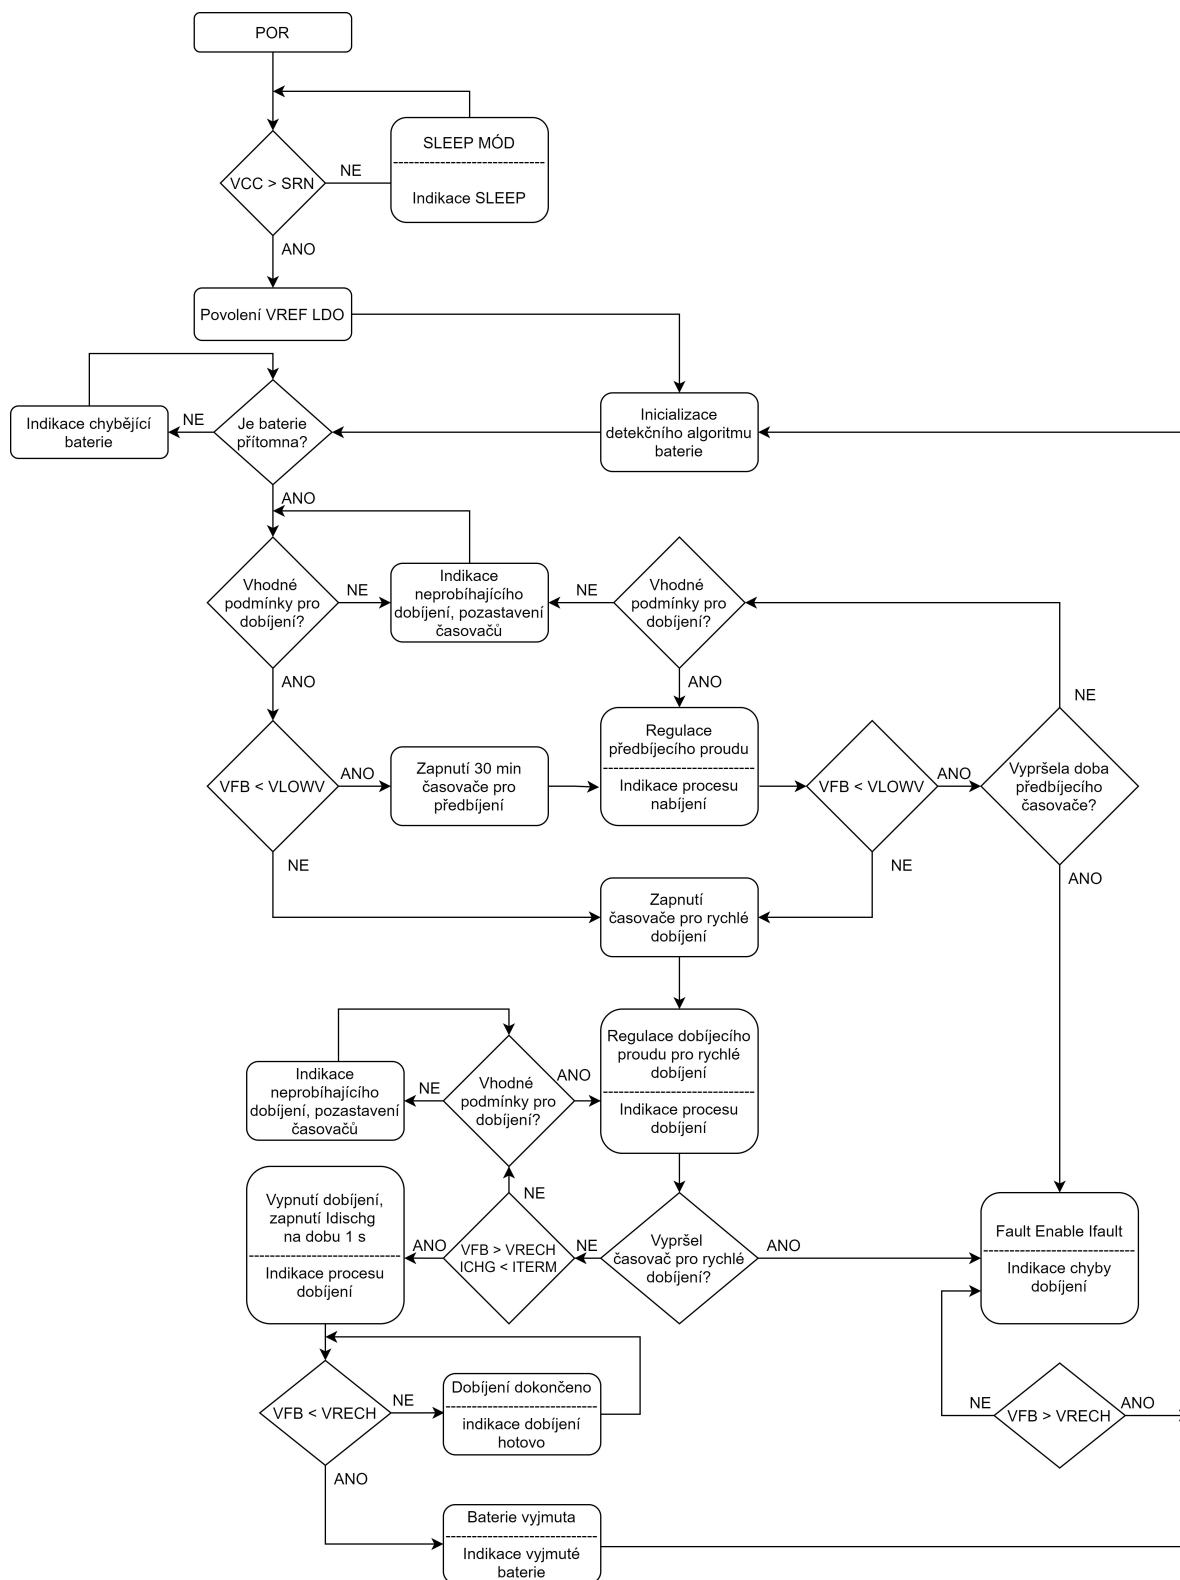 POR
SLEEP MÓD
Indikace SLEEP
VCC > SRN
NE
ANO
Povolení VREF LDO
Indikace chybějící
baterie
NE
Je baterie
přítomna?
Inicializace
detekčního algoritmu
baterie
ANO
Vhodné
podmínky pro
dobíjení?
NE
Indikace
neprobíhajícího
dobíjení, pozastavení
časovačů
NE
Vhodné
podmínky pro
dobíjení?
ANO
ANO
NE
VFB < VLOWV
ANO
Zapnutí 30 min
časovače pro
předbíjení
Regulace
předbíjecího proudu
Indikace procesu
nabíjení
VFB < VLOWV
ANO
Vypršela doba
předbíjecího
časovače?
NE
NE
ANO
Zapnutí
časovače pro rychlé
dobíjení
Indikace
neprobíhajícího
dobíjení, pozastavení
časovačů
NE
Vhodné
podmínky pro
dobíjení?
ANO
Regulace dobíjecího
proudu pro rychlé
dobíjení
Indikace procesu
dobíjení
Vypnutí dobíjení,
zapnutí Idischg
na dobu 1 s
Indikace procesu
dobíjení
ANO
NE
VFB > VRECH
ICHG < ITERM
NE
Vypršel
časovač pro rychlé
dobíjení?
ANO
Fault Enable Ifault
Indikace chyby
dobíjení
VFB < VRECH
NE
Dobíjení dokončeno
indikace dobíjení
hotovo
NE
VFB > VRECH
ANO
ANO
Baterie vyjmuta
Indikace vyjmuté
baterie